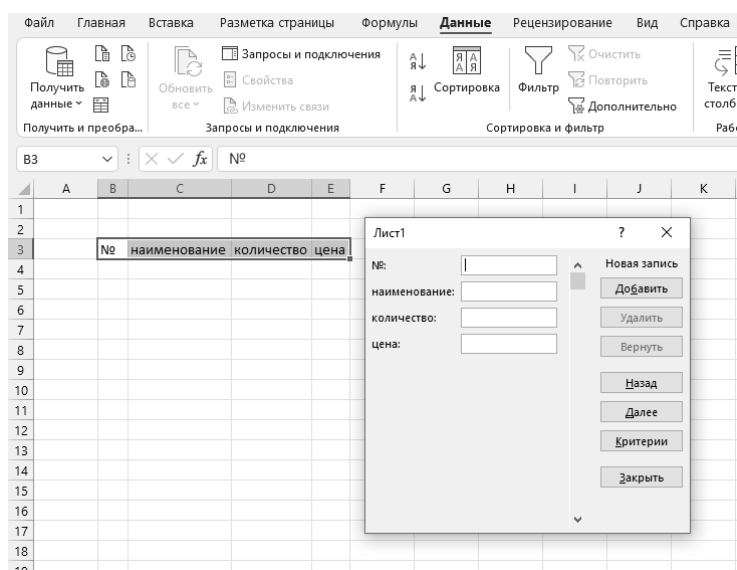 Файл Главная Вставка Разметка страницы Формулы Данные Рецензирование Вид Справка
Получить данные
Обновить все
Запросы и подключения
Свойства
Изменить связи
Сортировка
Фильтр
Очистить
Повторить
Дополнительно
Текст
столб
Получить и преобра... Запросы и подключения Сортировка и фильтр Раб
B3 fx №
A B C D E F G H I J K
1
2
3 № наименование количество цена
4
5
6
7
8
9
10
11
12
13
14
15
16
17
18
Лист1 ? ×
№: Новая запись
наименование: Добавить
количество: Удалить
цена: Вернуть
Назад
Далее
Критерии
Закрыть